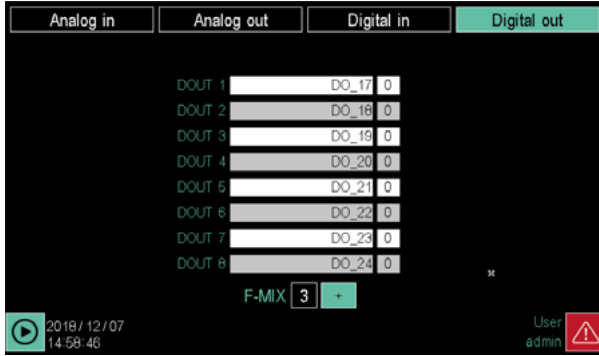 Analog in Analog out Digital in Digital out
DOUT 1 DO_17 0
DOUT 2 DO_18 0
DOUT 3 DO_19 0
DOUT 4 DO_20 0
DOUT 5 DO_21 0
DOUT 6 DO_22 0
DOUT 7 DO_23 0
DOUT 8 DO_24 0
F-MIX 3 +
2018/12/07 User
14:58:46 admin